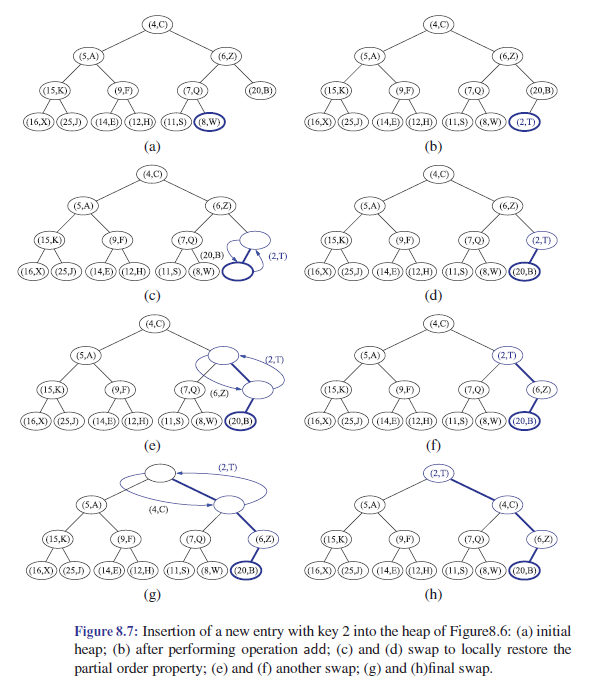 (4,C) (4,C)
(5,A) (6,Z) (5,A) (6,Z)
(15,K) (9,F) (7,Q) (20,B) (15,K) (9,F) (7,Q) (20,B)
(16,X) (25,J) (14,E) (12,H) (11,S) (8,W) (16,X) (25,J) (14,E) (12,H) (11,S) (8,W) (2,T)
(a) (b)
(4,C) (4,C)
(5,A) (6,Z) (5,A) (6,Z)
(15,K) (9,F) (7,Q) (15,K) (9,F) (7,Q) (2,T)
(20,B) (2,T)
(16,X) (25,J) (14,E) (12,H) (11,S) (8,W) (16,X) (25,J) (14,E) (12,H) (11,S) (8,W) (20,B)
(c) (d)
(4,C) (4,C)
(5,A) (2,T) (5,A) (2,T)
(15,K) (9,F) (7,Q) (6,Z) (15,K) (9,F) (7,Q) (6,Z)
(16,X) (25,J) (14,E) (12,H) (11,S) (8,W) (20,B) (16,X) (25,J) (14,E) (12,H) (11,S) (8,W) (20,B)
(e) (f)
(2,T) (2,T)
(5,A) (4,C) (5,A) (4,C)
(15,K) (9,F) (7,Q) (6,Z) (15,K) (9,F) (7,Q) (6,Z)
(16,X) (25,J) (14,E) (12,H) (11,S) (8,W) (20,B) (16,X) (25,J) (14,E) (12,H) (11,S) (8,W) (20,B)
(g) (h)
Figure 8.7: Insertion of a new entry with key 2 into the heap of Figure8.6: (a) initial
heap; (b) after performing operation add; (c) and (d) swap to locally restore the
partial order property; (e) and (f) another swap; (g) and (h)final swap.